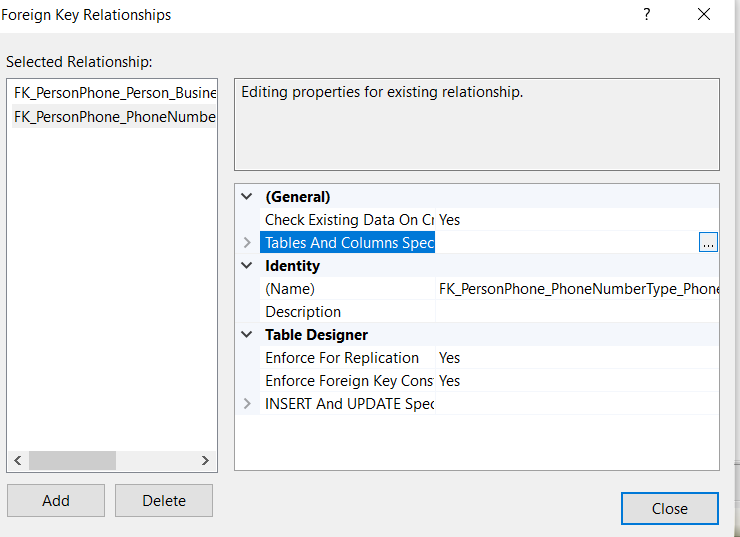 Foreign Key Relationships
?
Selected Relationship:
FK_PersonPhone_Person_Busine
FK_PersonPhone_PhoneNumbe
Editing properties for existing relationship.
(General)
Check Existing Data On Cr Yes
Tables And Columns Spec ...
Identity
(Name) FK_PersonPhone_PhoneNumberType_Phone
Description
Table Designer
Enforce For Replication Yes
Enforce Foreign Key Cons Yes
INSERT And UPDATE Spec
Add Delete
Close